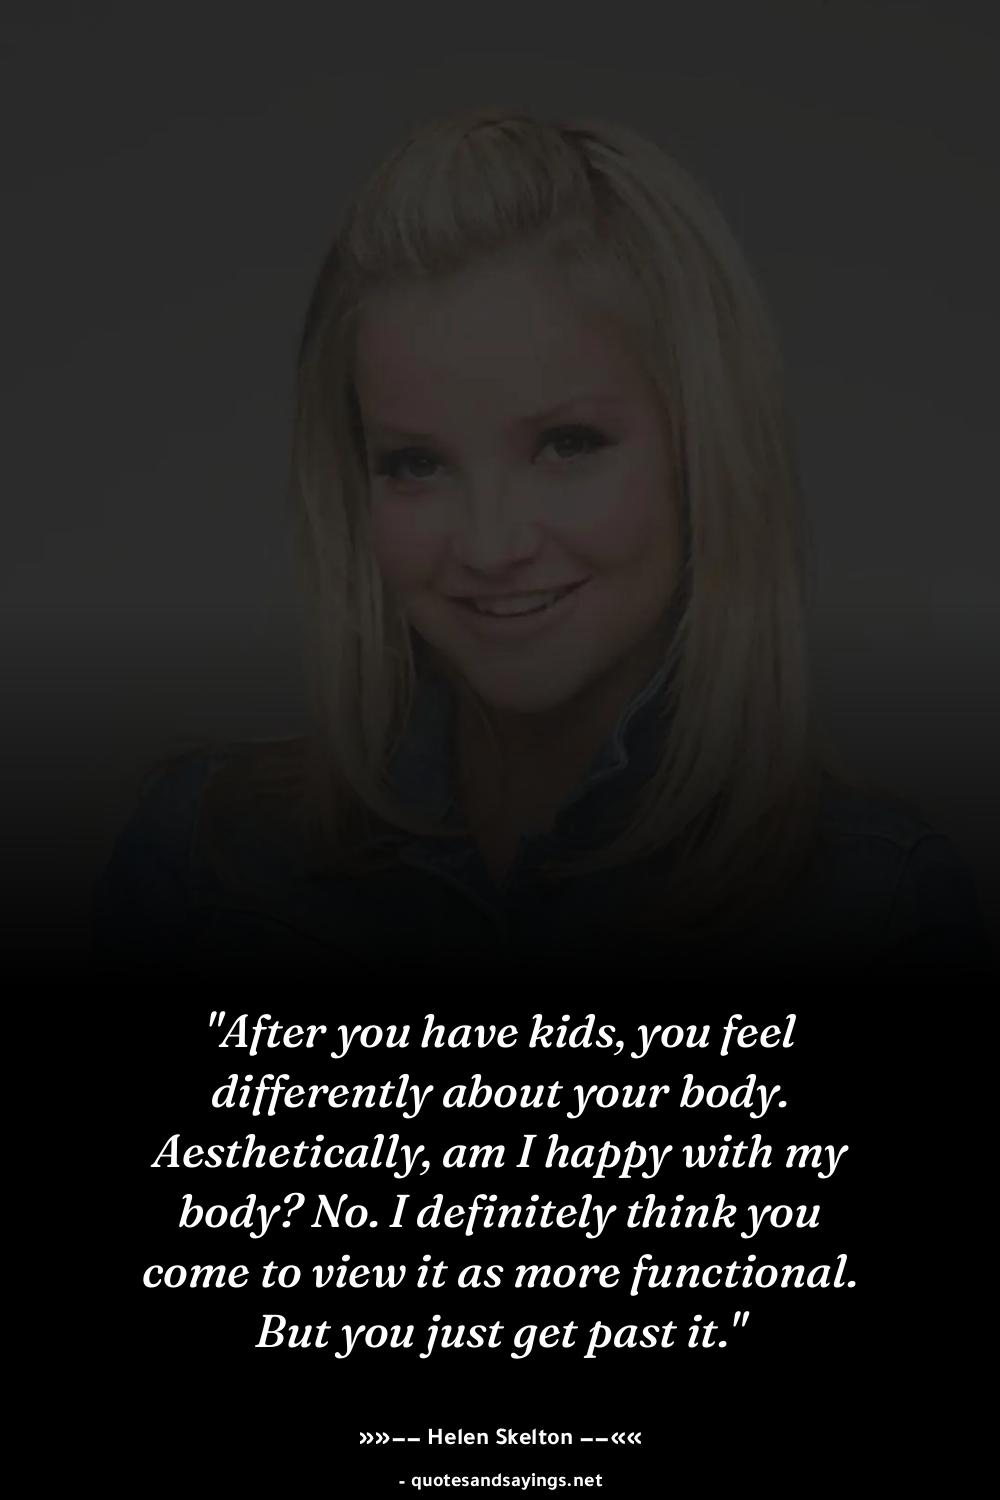 "After you have kids, you feel
differently about your body.
Aesthetically, am I happy with my
body? No. I definitely think you
come to view it as more functional.
But you just get past it."
»»−− Helen Skelton −−««
- quotesandsayings.net